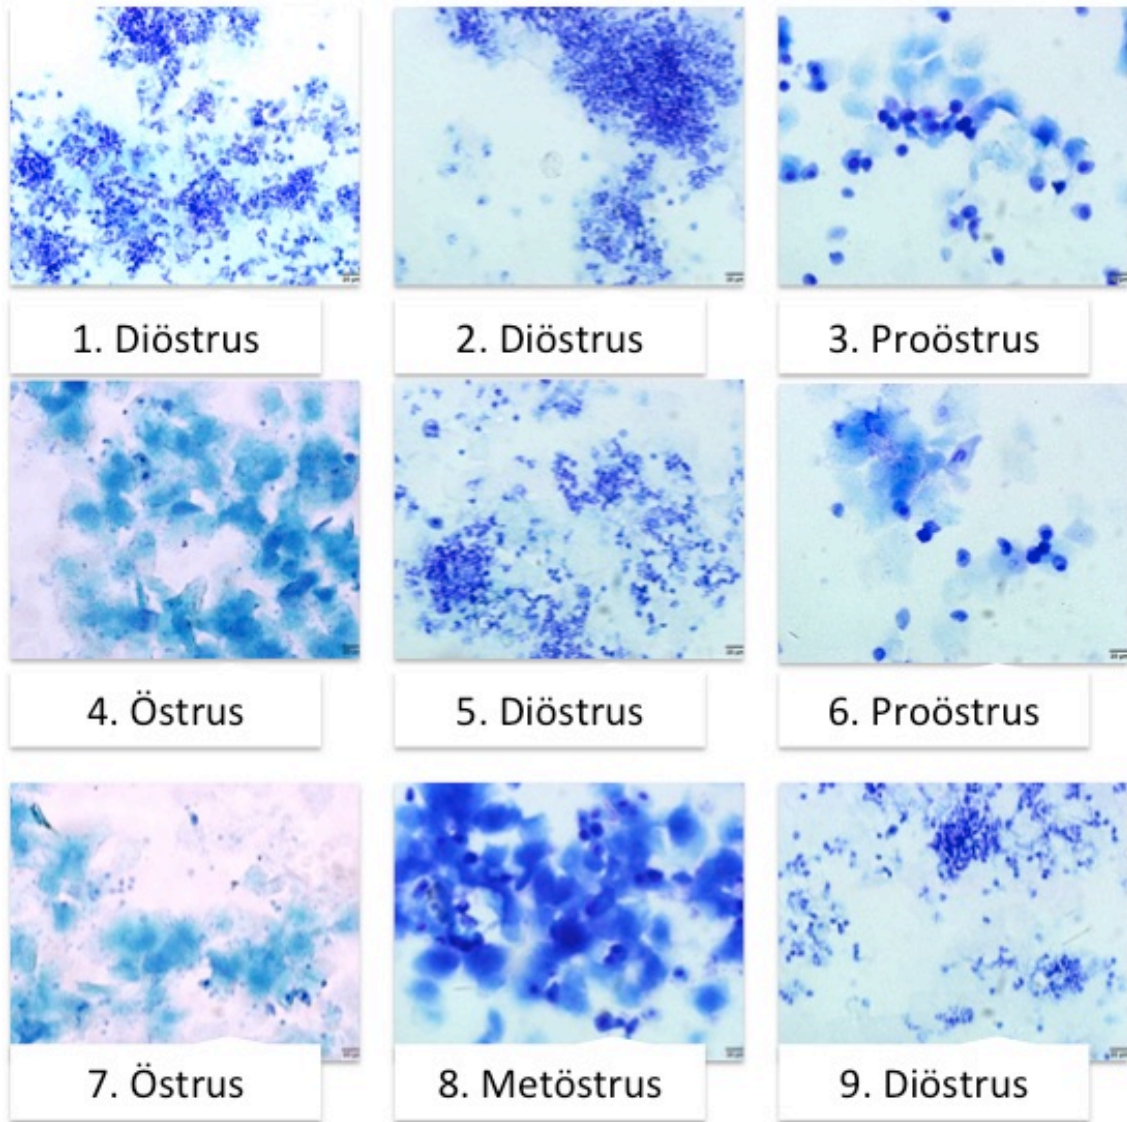 1. Diöstrus
2. Diöstrus
3. Proöstrus
4. Östrus
5. Diöstrus
6. Proöstrus
7. Östrus
8. Metöstrus
9. Diöstrus